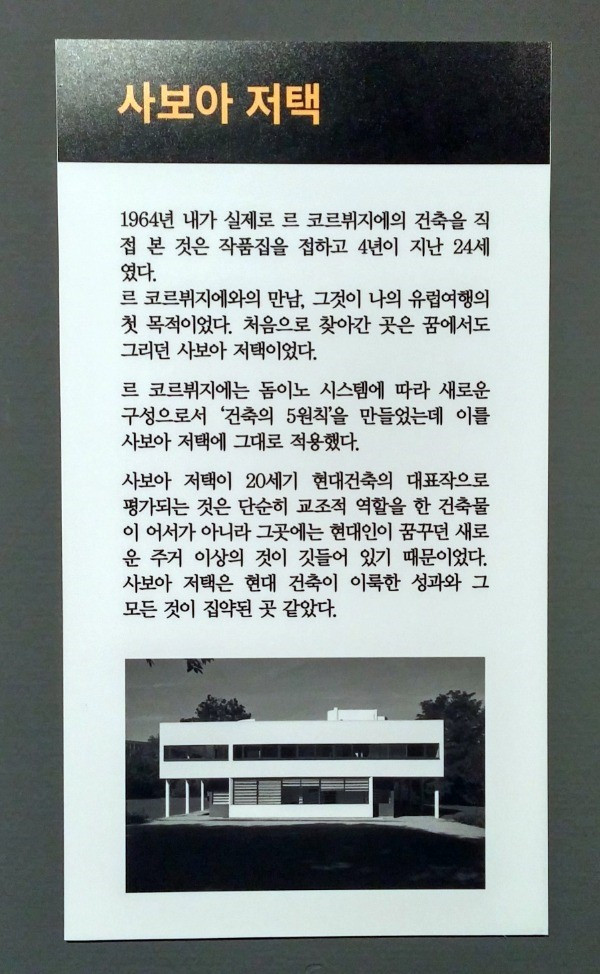 사보아 저택
1964년 내가 실제로 르 코르뷔지에의 건축을 직
접 본 것은 작품집을 접하고 4년이 지난 24세
였다.
르 코르뷔지에와의 만남, 그것이 나의 유럽여행의
첫 목적이었다. 처음으로 찾아간 곳은 꿈에서도
그리던 사보아 저택이었다.
르 코르뷔지에는 돔이노 시스템에 따라 새로운
구성으로서 ‘건축의 5원칙’을 만들었는데 이를
사보아 저택에 그대로 적용했다.
사보아 저택이 20세기 현대건축의 대표작으로
평가되는 것은 단순히 교조적 역할을 한 건축물
이 어서가 아니라 그곳에는 현대인이 꿈꾸던 새로
운 주거 이상의 것이 깃들어 있기 때문이었다.
사보아 저택은 현대 건축이 이룩한 성과와 그
모든 것이 집약된 곳 같았다.